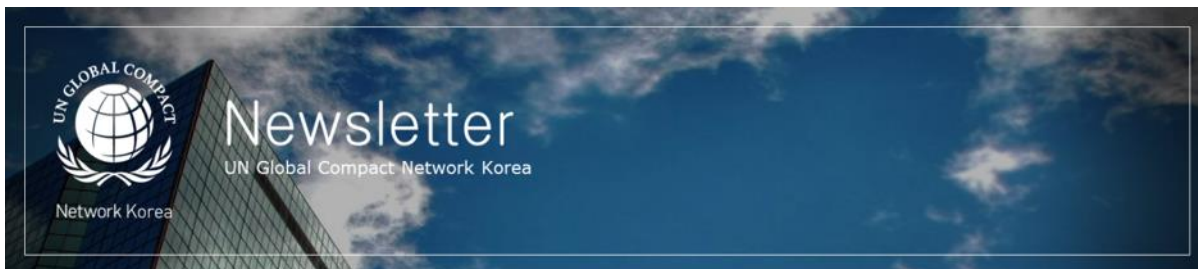 UN GLOBAL COMPACT
Network Korea
Newsletter
UN Global Compact Network Korea